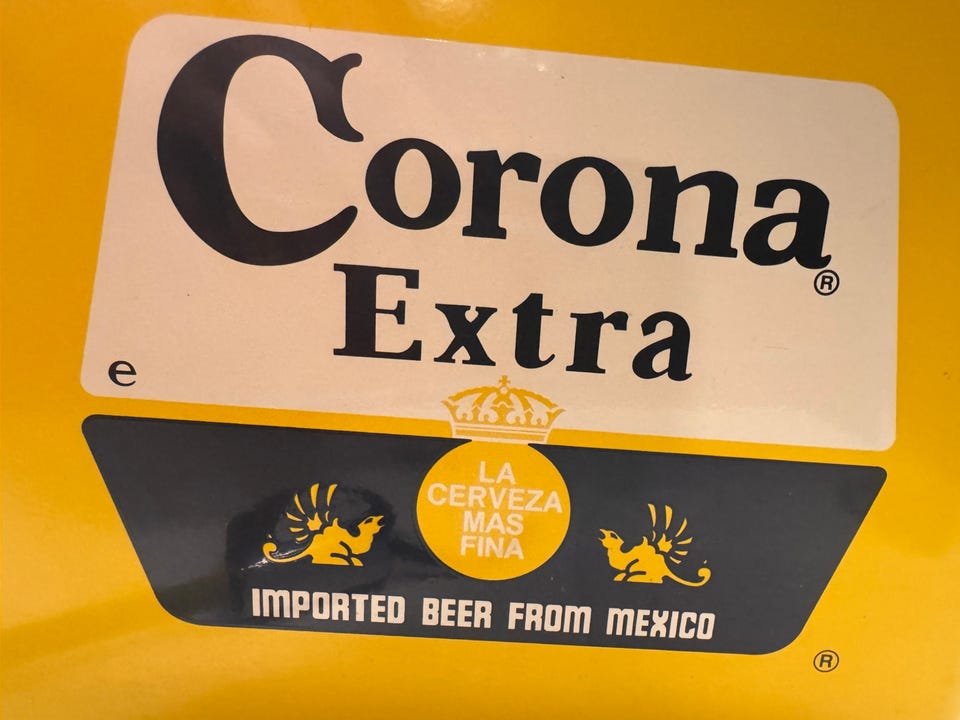 Corona®
Extra
℮
LA
CERVEZA
MAS
FINA
IMPORTED BEER FROM MEXICO
®